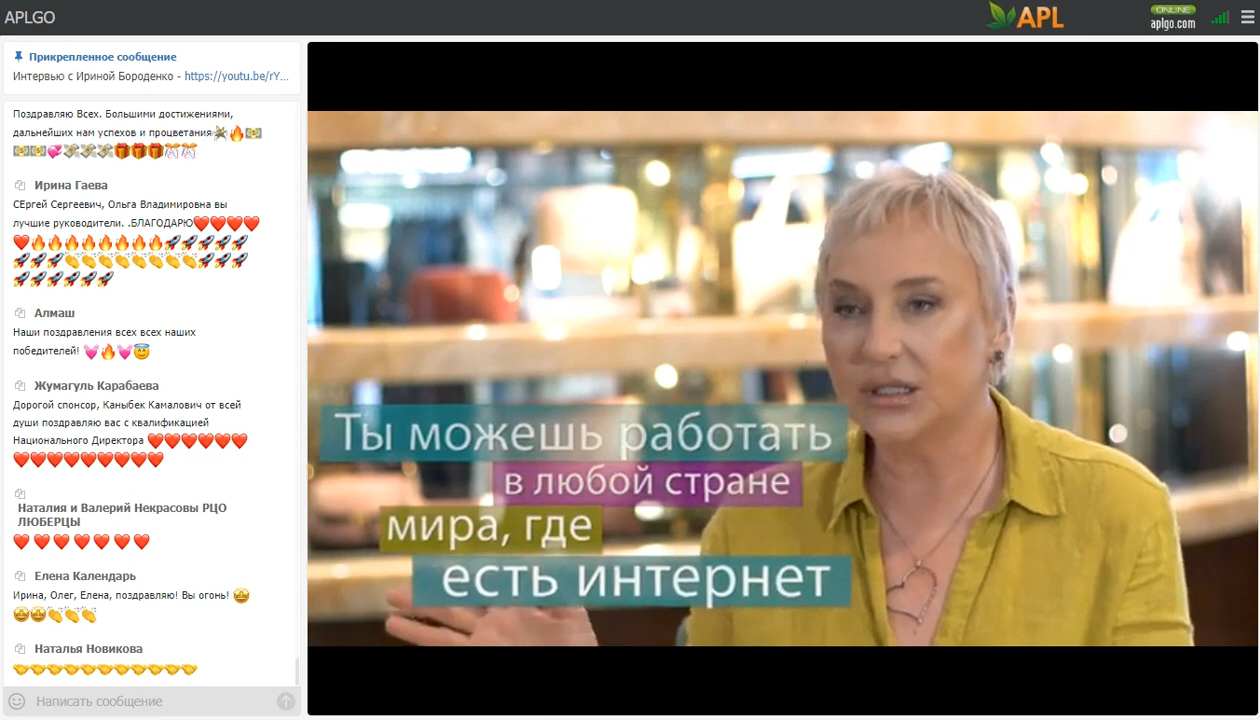 APLGO
APL
ONLINE
aplgo.com
Прикрепленное сообщение
Интервью с Ириной Бороденко - https://youtu.be/rY...
Поздравляю Всех. Большими достижениями,
дальнейших нам успехов и процветания
Ирина Гаева
СЕргей Сергеевич, Ольга Владимировна вы
лучшие руководители. .БЛАГОДАРЮ
Алмаш
Наши поздравления всех всех наших
победителей!
Жумагуль Карабаева
Дорогой спонсор, Каныбек Камалович от всей
души поздравляю вас с квалификацией
Национального Директора
Наталия и Валерий Некрасовы РЦО
ЛЮБЕРЦЫ
Елена Календарь
Ирина, Олег, Елена, поздравляю! Вы огонь!
Наталья Новикова
Написать сообщение
Ты можешь работать
в любой стране
мира, где
есть интернет